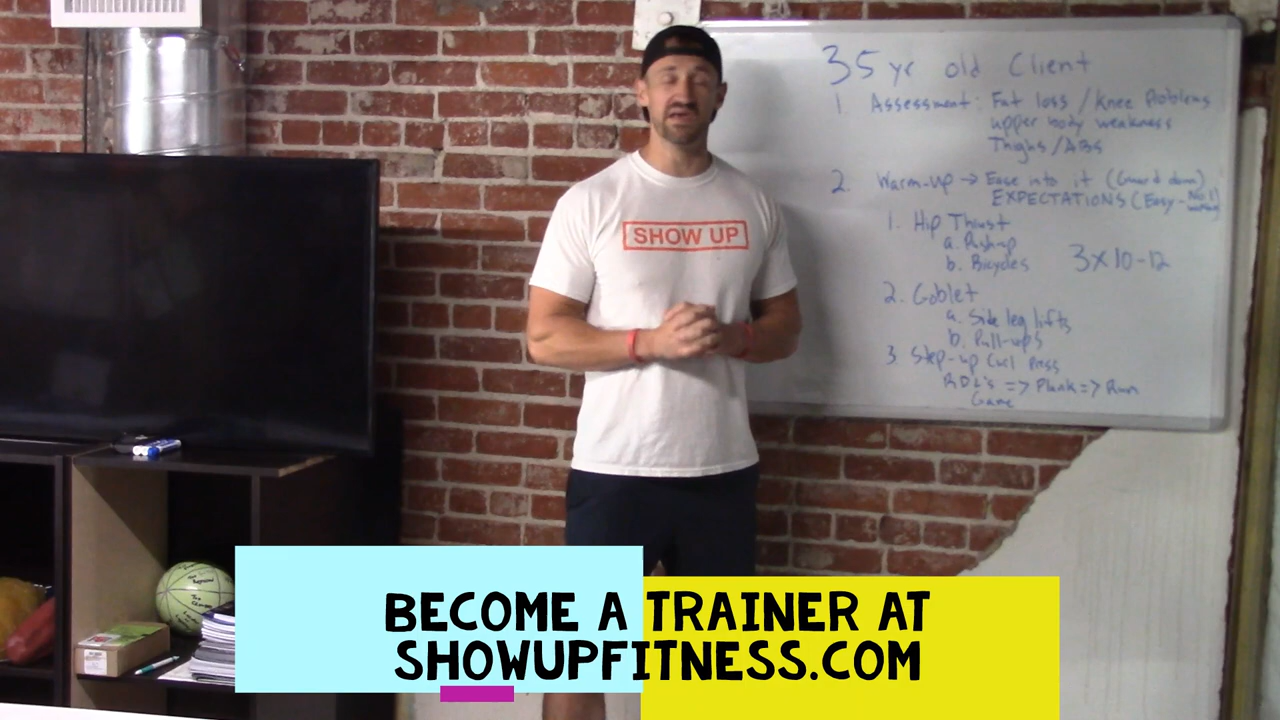 35 yr old Client
1. Assessment: Fat loss / Knee Problems
upper body weakness
Thighs / ABS
2. Warm-up → Ease into it (Guard down)
EXPECTATIONS (Easy -
1. Hip Thrust
a. Push-up
b. Bicycles 3x10-12
2. Goblet
a. Side leg lifts
b. Pull-ups
3 Step-up Curl Press
RDL's => Plank => Run
Game
SHOW UP
BECOME A TRAINER AT
SHOWUPFITNESS.COM